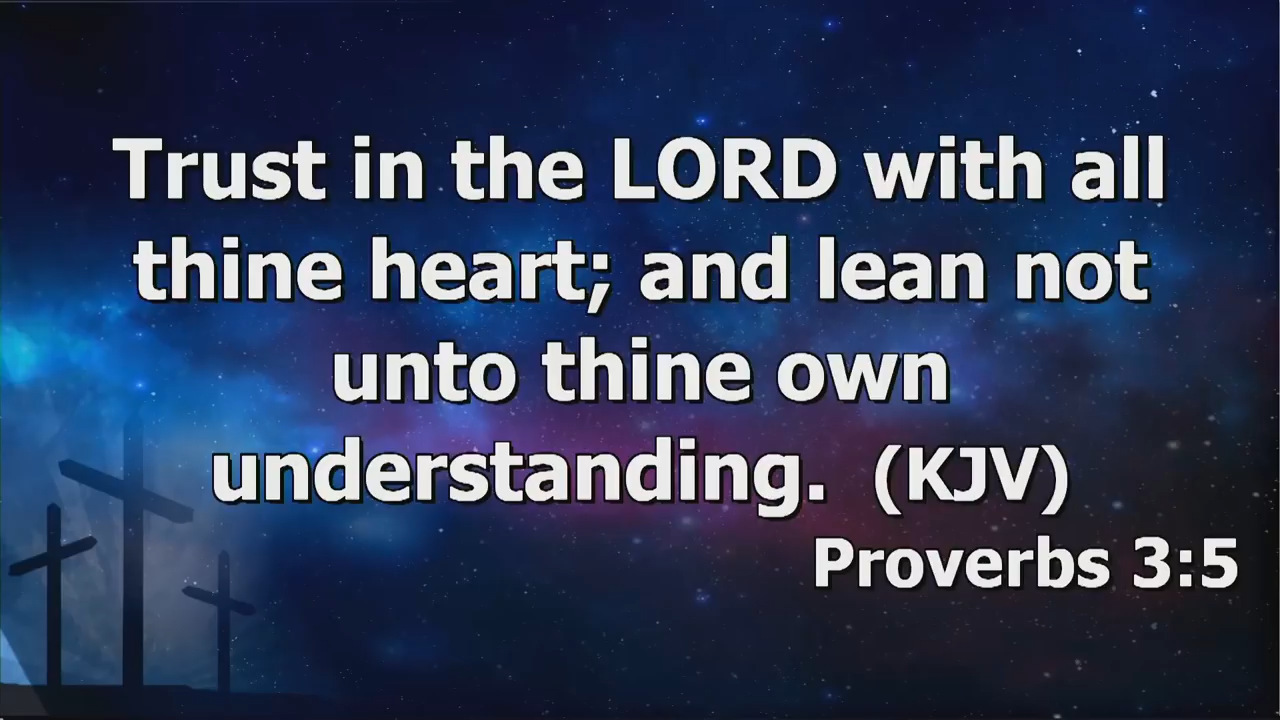 Trust in the LORD with all
thine heart; and lean not
unto thine own
understanding.  (KJV)
Proverbs 3:5